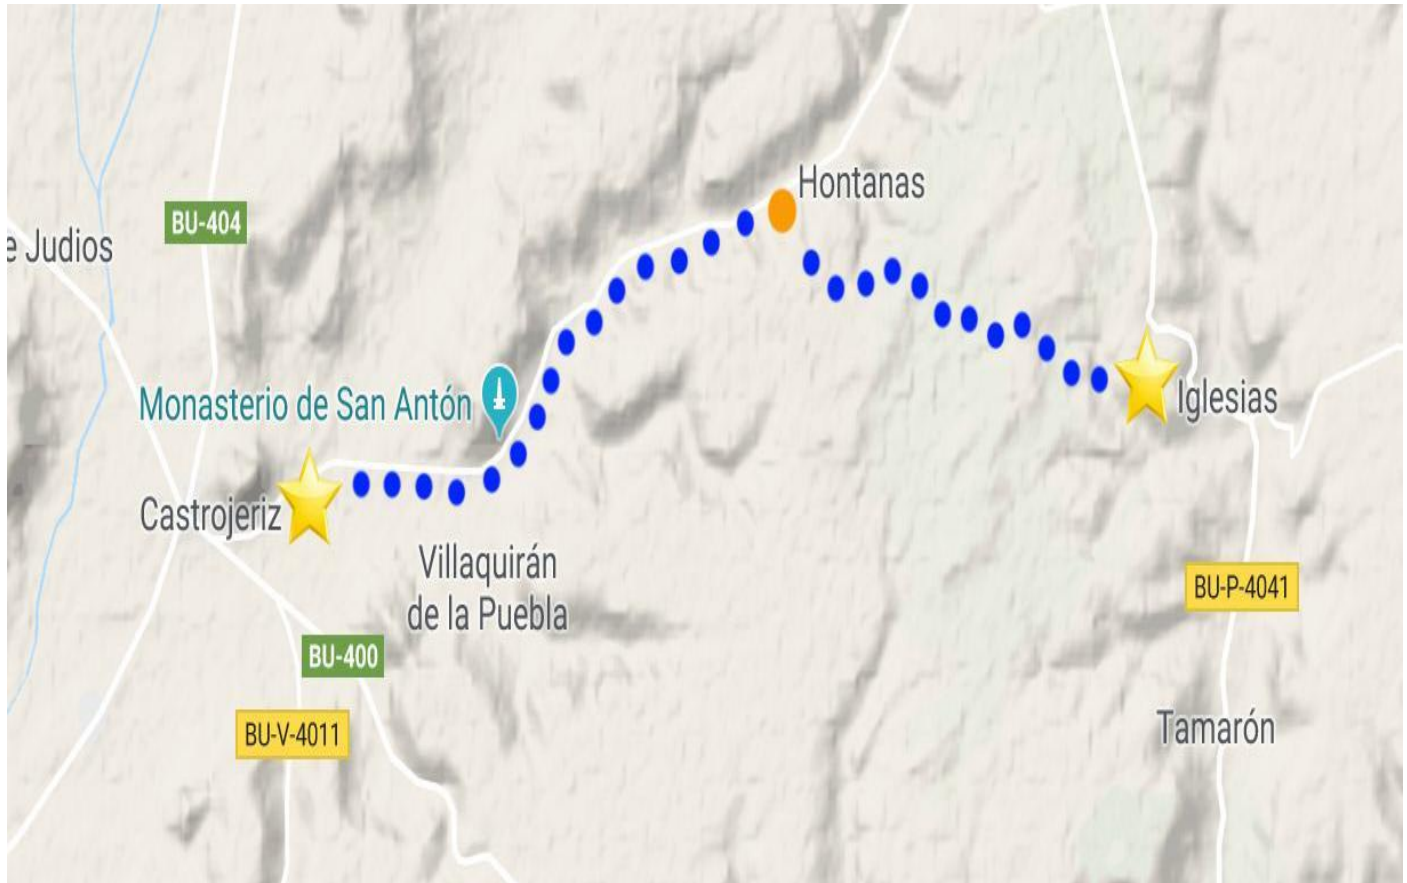 Hontanas
BU-404
e Judios
Monasterio de San Antón
Iglesias
Castrojeriz
Villaquirán
de la Puebla
BU-P-4041
BU-400
BU-V-4011
Tamarón